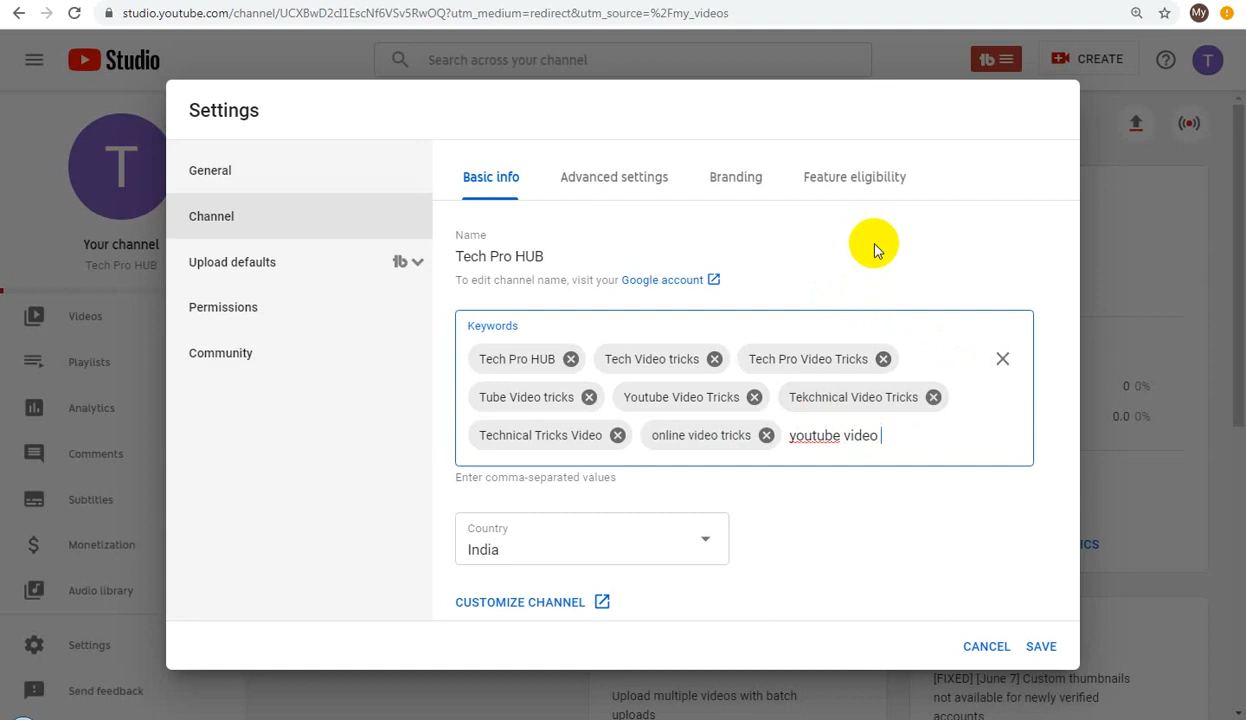 studio.youtube.com/channel/UCXBwD2cI1EscNf6VSv5RwOQ?utm_medium=redirect&utm_source=%2Fmy_videos
My
Studio
Search across your channel
tb
CREATE
T
Settings
T
Your channel
Tech Pro HUB
Videos
Playlists
Analytics
Comments
Subtitles
Monetization
Audio library
Settings
Send feedback
General
Channel
Upload defaults
tb
Permissions
Community
Basic info
Advanced settings
Branding
Feature eligibility
Name
Tech Pro HUB
To edit channel name, visit your Google account
Keywords
Tech Pro HUB
Tech Video tricks
Tech Pro Video Tricks
Tube Video tricks
Youtube Video Tricks
Tekchnical Video Tricks
Technical Tricks Video
online video tricks
youtube video
Enter comma-separated values
Country
India
CUSTOMIZE CHANNEL
CANCEL
SAVE
0 0%
0.0 0%
ICS
Upload multiple videos with batch
uploads
[FIXED] [June 7] Custom thumbnails
not available for newly verified
accounts